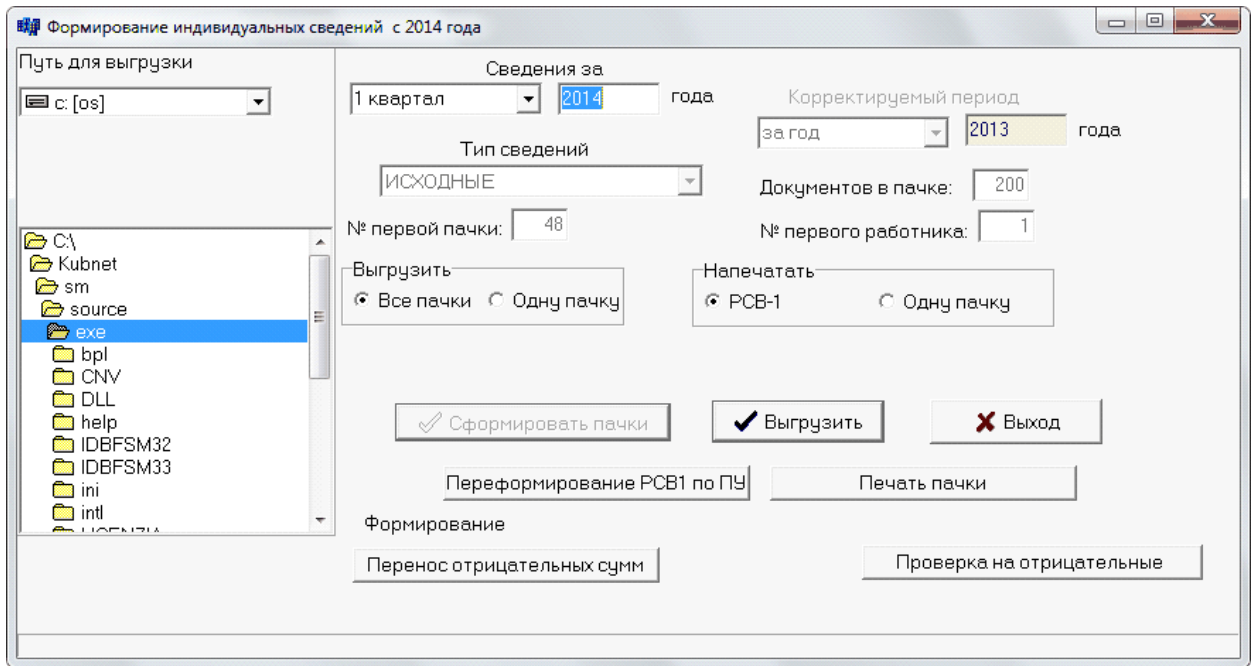 Формирование индивидуальных сведений с 2014 года
Путь для выгрузки
c: [os]
C:\
Kubnet
sm
source
exe
bpl
CNV
DLL
help
IDBFSM32
IDBFSM33
ini
intl
Сведения за
1 квартал 2014 года
Корректируемый период
за год 2013 года
Тип сведений
ИСХОДНЫЕ
Документов в пачке: 200
№ первой пачки: 48
№ первого работника: 1
Выгрузить
Все пачки Одну пачку
Напечатать
РСВ-1 Одну пачку
Сформировать пачки
Выгрузить
Выход
Переформирование РСВ1 по ПУ
Печать пачки
Формирование
Перенос отрицательных сумм
Проверка на отрицательные